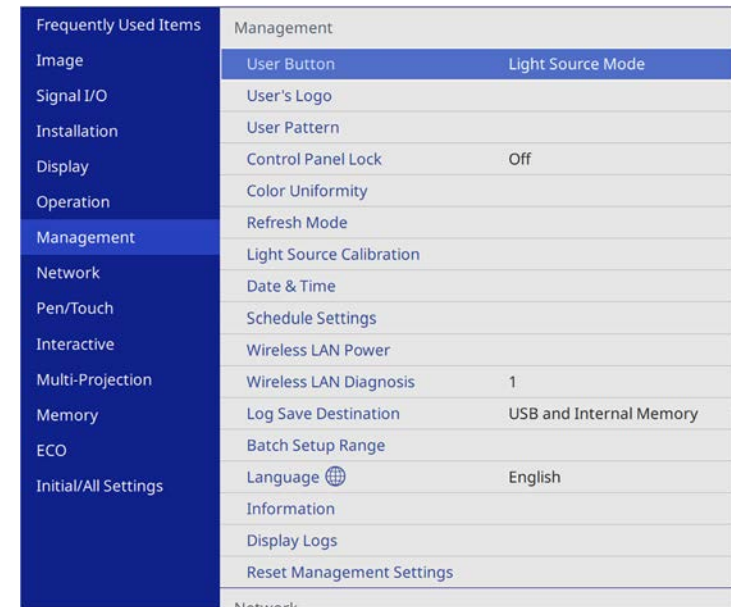 Frequently Used Items
Image
Signal I/O
Installation
Display
Operation
Management
Network
Pen/Touch
Interactive
Multi-Projection
Memory
ECO
Initial/All Settings
Management
User Button Light Source Mode
User's Logo
User Pattern
Control Panel Lock Off
Color Uniformity
Refresh Mode
Light Source Calibration
Date & Time
Schedule Settings
Wireless LAN Power
Wireless LAN Diagnosis 1
Log Save Destination USB and Internal Memory
Batch Setup Range
Language English
Information
Display Logs
Reset Management Settings
Network